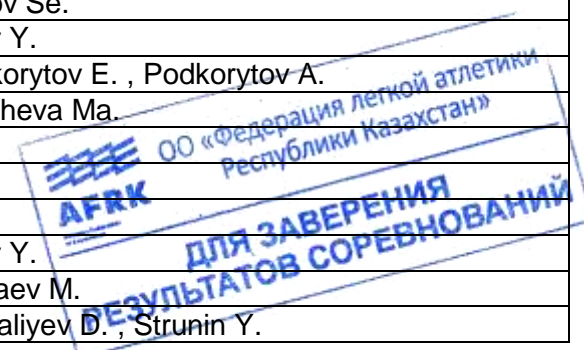 ov Se.
Y.
korytov E. , Podkorytov A.
heva Ma.
ОО «Федерация легкой атлетики
Республики Казахстан»
AFRK
ДЛЯ ЗАВЕРЕНИЯ
РЕЗУЛЬТАТОВ СОРЕВНОВАНИЙ
Y.
aev M.
aliyev D. , Strunin Y.